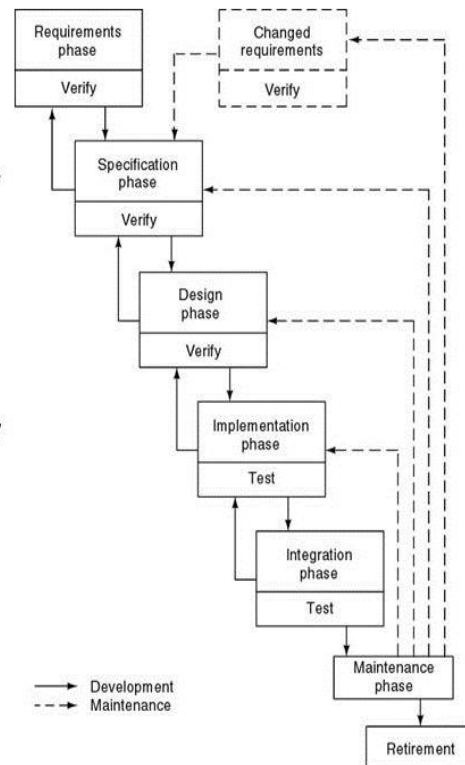 Requirements
phase
Verify
Changed
requirements
Verify
Specification
phase
Verify
Design
phase
Verify
Implementation
phase
Test
Integration
phase
Test
Maintenance
phase
Development
Maintenance
Retirement